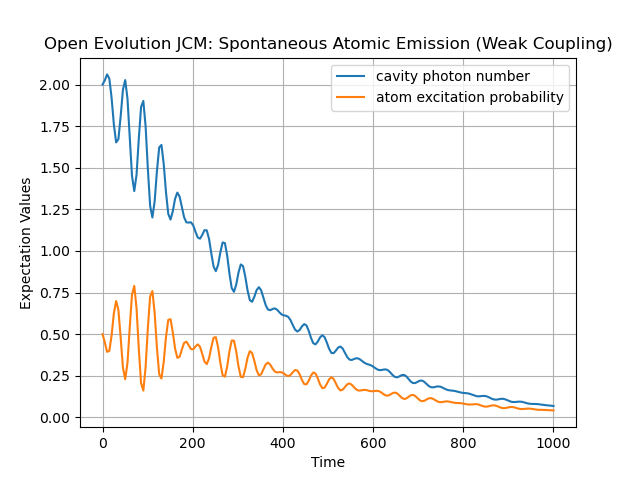 Open Evolution JCM: Spontaneous Atomic Emission (Weak Coupling)
cavity photon number
atom excitation probability
Expectation Values
2.00
1.75
1.50
1.25
1.00
0.75
0.50
0.25
0.00
0 200 400 600 800 1000
Time